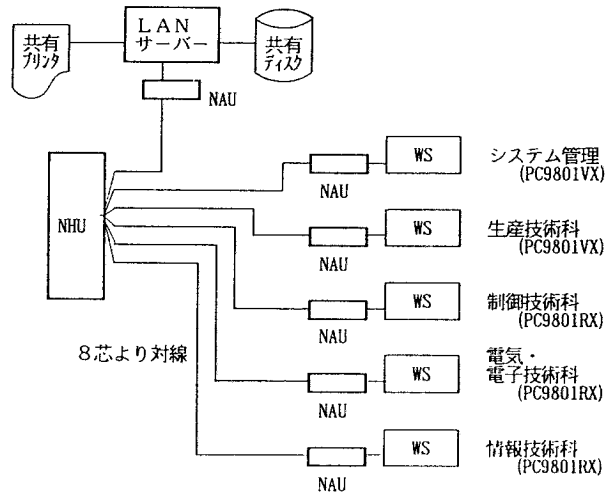 LAN
サーバー
共有
プリンタ
共有
ディスク
NAU
NHU
WS
NAU
システム管理
(PC9801VX)
WS
NAU
生産技術科
(PC9801VX)
WS
NAU
制御技術科
(PC9801RX)
8芯より対線
WS
NAU
電気・
電子技術科
(PC9801RX)
WS
NAU
情報技術科
(PC9801RX)